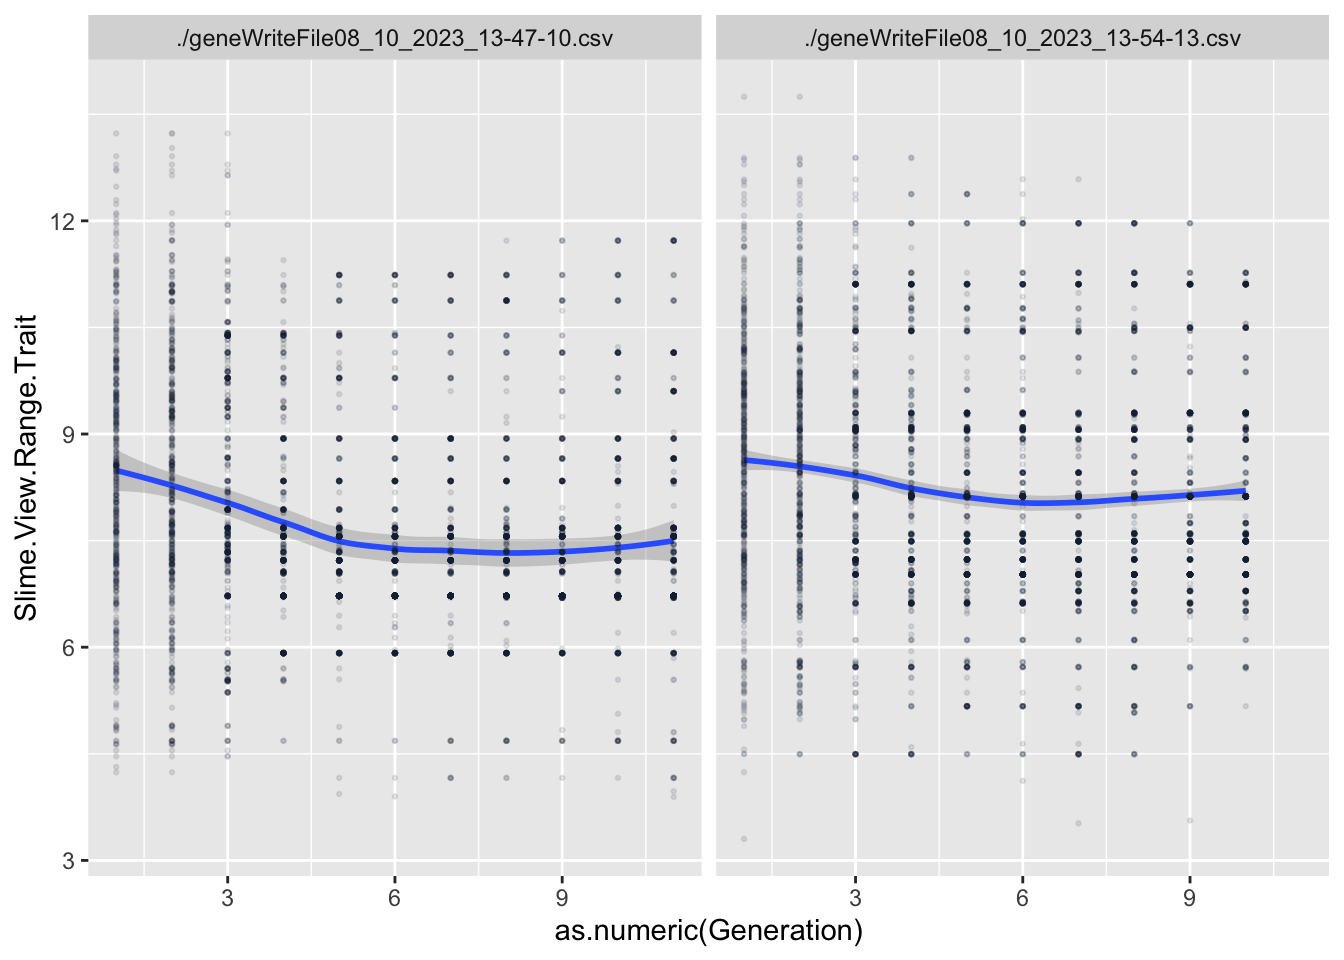 ./geneWriteFile08_10_2023_13-47-10.csv
./geneWriteFile08_10_2023_13-54-13.csv
Slime.View.Range.Trait
12
9
6
3
3 6 9
3 6 9
as.numeric(Generation)